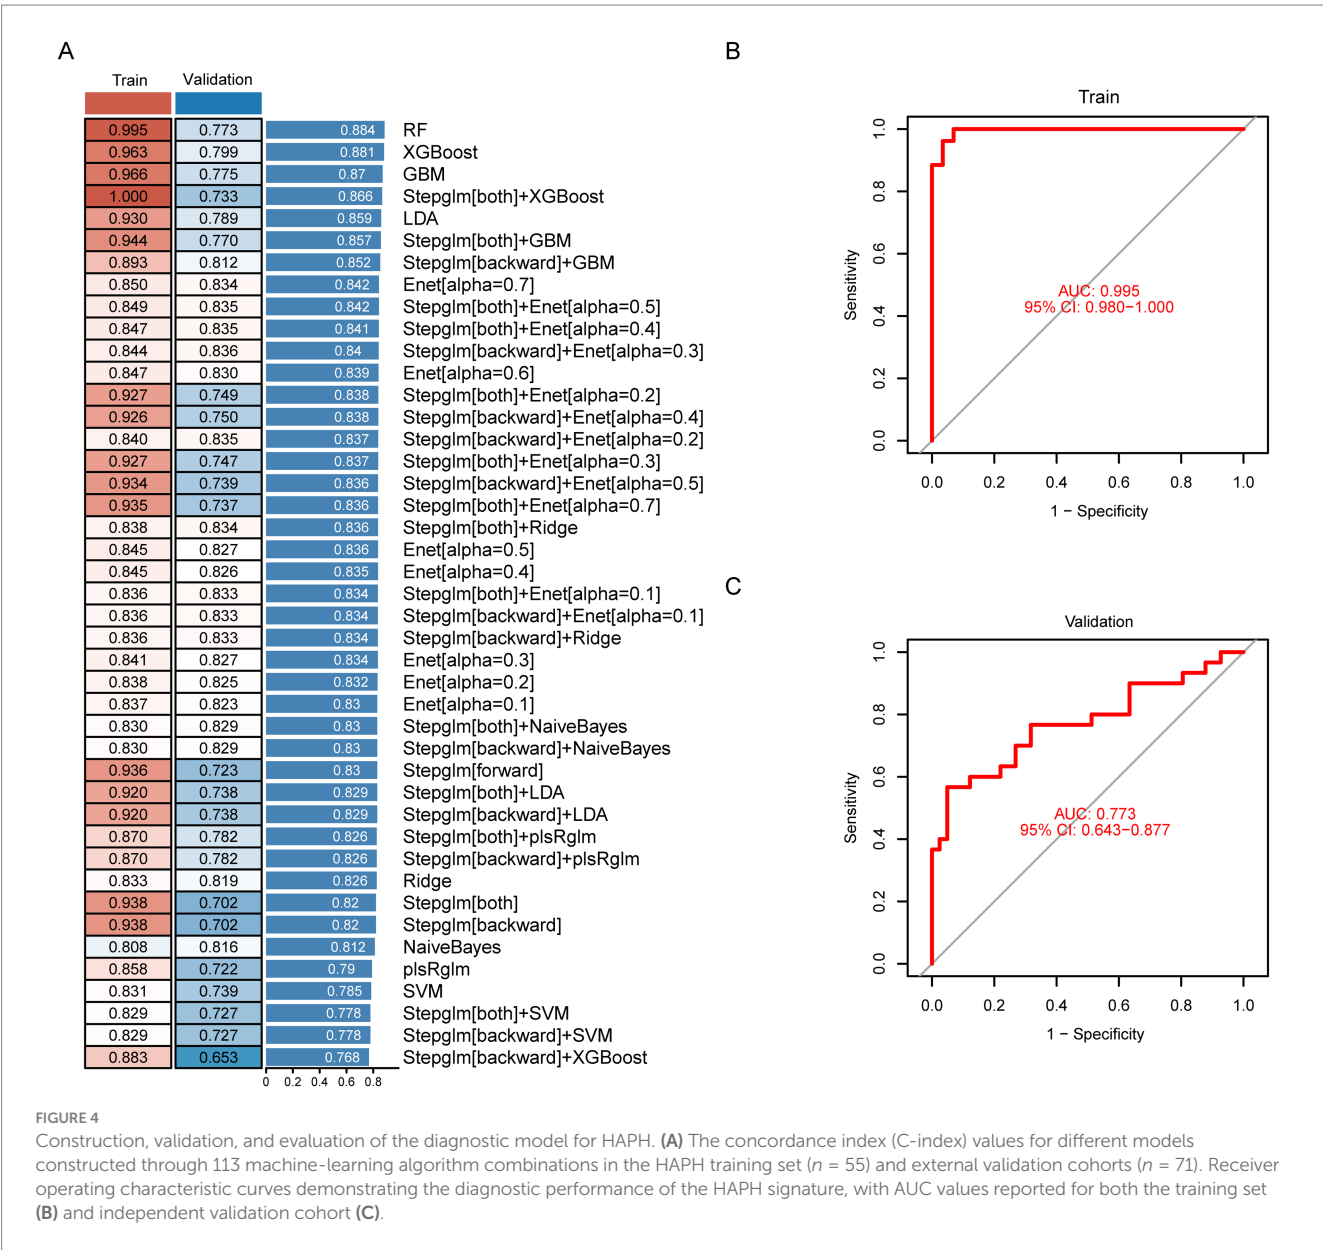 A
Train Validation
0.995 0.773 0.884 RF
0.963 0.799 0.881 XGBoost
0.966 0.775 0.87 GBM
1.000 0.733 0.866 Stepglm[both]+XGBoost
0.930 0.789 0.859 LDA
0.944 0.770 0.857 Stepglm[both]+GBM
0.893 0.812 0.852 Stepglm[backward]+GBM
0.850 0.834 0.842 Enet[alpha=0.7]
0.849 0.835 0.842 Stepglm[both]+Enet[alpha=0.5]
0.847 0.835 0.841 Stepglm[both]+Enet[alpha=0.4]
0.844 0.836 0.84 Stepglm[backward]+Enet[alpha=0.3]
0.847 0.830 0.839 Enet[alpha=0.6]
0.927 0.749 0.838 Stepglm[both]+Enet[alpha=0.2]
0.926 0.750 0.838 Stepglm[backward]+Enet[alpha=0.4]
0.840 0.835 0.837 Stepglm[backward]+Enet[alpha=0.2]
0.927 0.747 0.837 Stepglm[both]+Enet[alpha=0.3]
0.934 0.739 0.836 Stepglm[backward]+Enet[alpha=0.5]
0.935 0.737 0.836 Stepglm[both]+Enet[alpha=0.7]
0.838 0.834 0.836 Stepglm[both]+Ridge
0.845 0.827 0.836 Enet[alpha=0.5]
0.845 0.826 0.835 Enet[alpha=0.4]
0.836 0.833 0.834 Stepglm[both]+Enet[alpha=0.1]
0.836 0.833 0.834 Stepglm[backward]+Enet[alpha=0.1]
0.836 0.833 0.834 Stepglm[backward]+Ridge
0.841 0.827 0.834 Enet[alpha=0.3]
0.838 0.825 0.832 Enet[alpha=0.2]
0.837 0.823 0.83 Enet[alpha=0.1]
0.830 0.829 0.83 Stepglm[both]+NaiveBayes
0.830 0.829 0.83 Stepglm[backward]+NaiveBayes
0.936 0.723 0.83 Stepglm[forward]
0.920 0.738 0.829 Stepglm[both]+LDA
0.920 0.738 0.829 Stepglm[backward]+LDA
0.870 0.782 0.826 Stepglm[both]+plsRglm
0.870 0.782 0.826 Stepglm[backward]+plsRglm
0.833 0.819 0.826 Ridge
0.938 0.702 0.82 Stepglm[both]
0.938 0.702 0.82 Stepglm[backward]
0.808 0.816 0.812 NaiveBayes
0.858 0.722 0.79 plsRglm
0.831 0.739 0.785 SVM
0.829 0.727 0.778 Stepglm[both]+SVM
0.829 0.727 0.778 Stepglm[backward]+SVM
0.883 0.653 0.768 Stepglm[backward]+XGBoost
0 0.2 0.4 0.6 0.8
B
Train
1.0
0.8
0.6
0.4
0.2
0.0
Sensitivity
AUC: 0.995
95% CI: 0.980−1.000
0.0 0.2 0.4 0.6 0.8 1.0
1 − Specificity
C
Validation
1.0
0.8
0.6
0.4
0.2
0.0
Sensitivity
AUC: 0.773
95% CI: 0.643−0.877
0.0 0.2 0.4 0.6 0.8 1.0
1 − Specificity
FIGURE 4
Construction, validation, and evaluation of the diagnostic model for HAPH. (A) The concordance index (C-index) values for different models
constructed through 113 machine-learning algorithm combinations in the HAPH training set (n = 55) and external validation cohorts (n = 71). Receiver
operating characteristic curves demonstrating the diagnostic performance of the HAPH signature, with AUC values reported for both the training set
(B) and independent validation cohort (C).